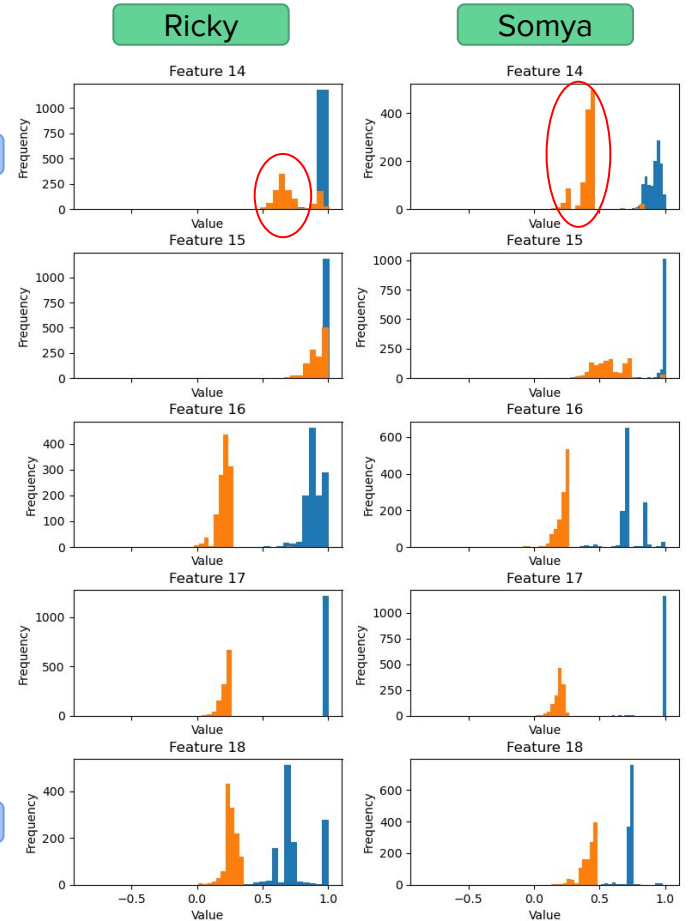 Ricky
Somya
Feature 14
Feature 14
Frequency
1000
750
500
250
0
Value
Frequency
400
200
0
Value
Feature 15
Feature 15
Frequency
1000
750
500
250
0
Value
Frequency
1000
750
500
250
0
Value
Feature 16
Feature 16
Frequency
400
300
200
100
0
Value
Frequency
600
400
200
0
Value
Feature 17
Feature 17
Frequency
1000
500
0
Value
Frequency
1000
750
500
250
0
Value
Feature 18
Feature 18
Frequency
400
200
0
−0.5 0.0 0.5 1.0
Value
Frequency
600
400
200
0
−0.5 0.0 0.5 1.0
Value